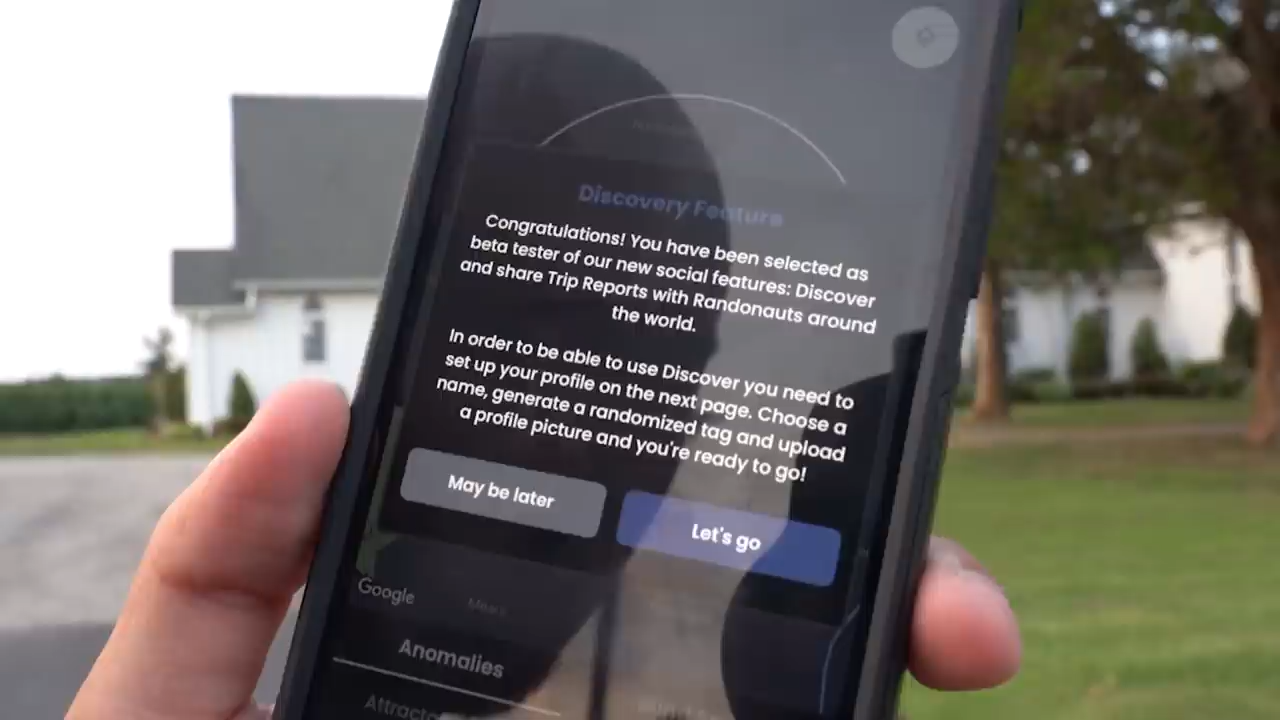 Discovery Feature
Congratulations! You have been selected as
beta tester of our new social features: Discover
and share Trip Reports with Randonauts around
the world.
In order to be able to use Discover you need to
set up your profile on the next page. Choose a
name, generate a randomized tag and upload
a profile picture and you're ready to go!
May be later
Let's go
Google
Anomalies